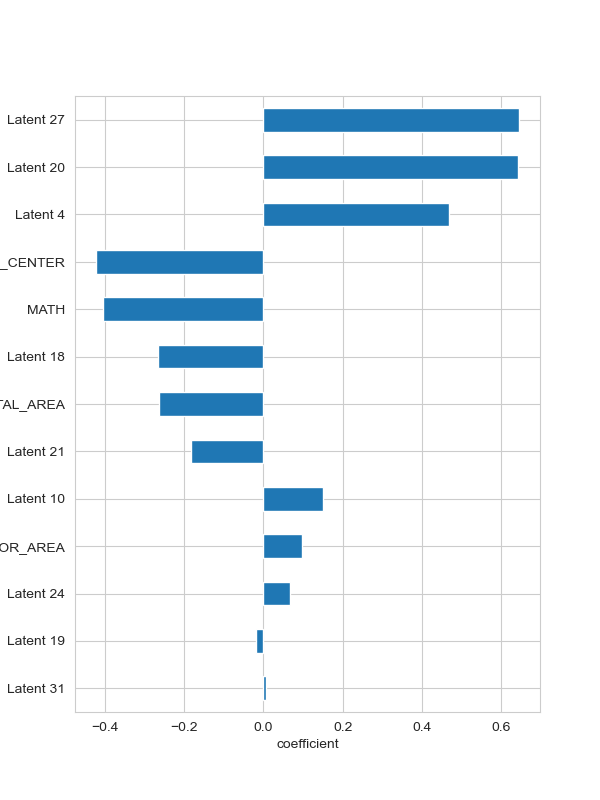 Latent 27
Latent 20
Latent 4
_CENTER
MATH
Latent 18
TAL_AREA
Latent 21
Latent 10
OR_AREA
Latent 24
Latent 19
Latent 31
−0.4 −0.2 0.0 0.2 0.4 0.6
coefficient